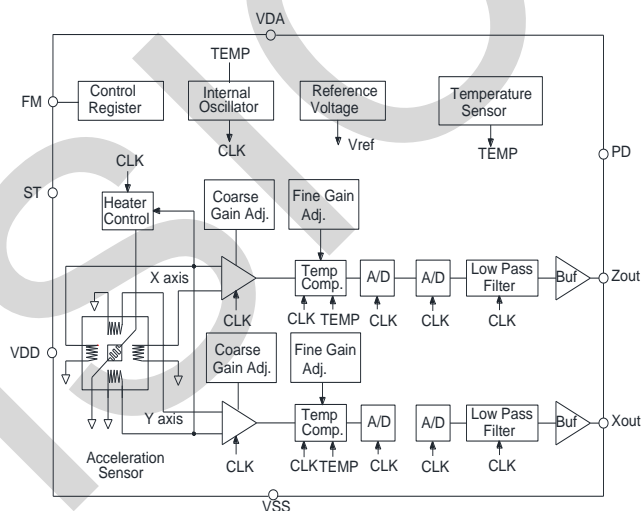 VDA
TEMP
FM
Control
Register
Internal
Oscillator
Reference
Voltage
Temperature
Sensor
CLK
Vref
TEMP
PD
CLK
ST
Heater
Control
Coarse
Gain Adj.
Fine Gain
Adj.
X axis
Temp
Comp.
A/D
A/D
Low Pass
Filter
Buf
Zout
CLK
CLK
TEMP
CLK
CLK
CLK
VDD
Coarse
Gain Adj.
Fine Gain
Adj.
Y axis
Temp
Comp.
A/D
A/D
Low Pass
Filter
Buf
Xout
Acceleration
Sensor
CLK
CLK
TEMP
CLK
CLK
CLK
VSS